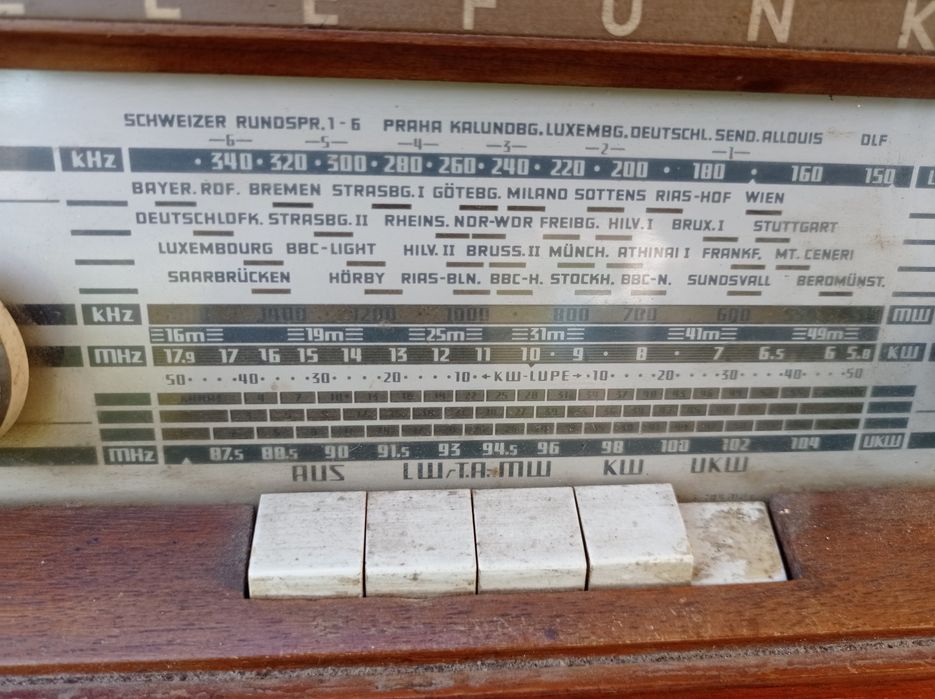 E L E F U N K
SCHWEIZER RUNDSPR. 1-6 PRAHA KALUNDBG. LUXEMBG. DEUTSCHL. SEND. ALLOUIS DLF
-6- -5- -4- -3- -2- -1-
kHz · 340 · 320 · 300 · 280 · 260 · 240 · 220 · 200 · 180 · 160 150 L
BAYER. RDF. BREMEN STRASBG. I GÖTEBG. MILANO SOTTENS RIAS-HOF WIEN
DEUTSCHLDFK. STRASBG. II RHEINS. NDR-WDR FREIBG. HILV. I BRUX. I STUTTGART
LUXEMBOURG BBC-LIGHT HILV. II BRUSS. II MÜNCH. ATHINAI I FRANKF. MT. CENERI
SAARBRÜCKEN HÖRBY RIAS-BLN. BBC-H. STOCKH. BBC-N. SUNDSVALL BEROMÜNST.
kHz 1400 1200 1000 800 700 600 MW
16m 19m 25m 31m 41m 49m
MHz 17.9 17 16 15 14 13 12 11 10 · 9 · 8 · 7 6.5 6 5.8 KW
50 · · · · 40 · · · · 30 · · · · 20 · · · · 10 ← KW-LUPE → 10 · · · · 20 · · · · 30 · · · · 40 · · · · 50
MHz 87.5 88.5 90 91.5 93 94.5 96 98 100 102 104 UKW
AUS LW/T.A. MW KW UKW